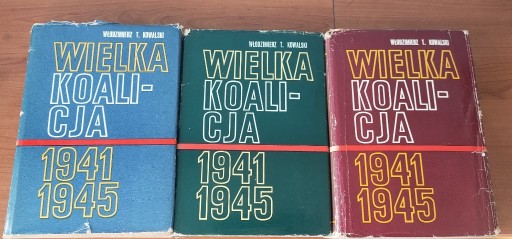 WŁODZIMIERZ T. KOWALSKI
WIELKA
KOALI-
CJA
1941
1945
WŁODZIMIERZ T. KOWALSKI
WIELKA
KOALI-
CJA
1941
1945
WŁODZIMIERZ T. KOWALSKI
WIELKA
KOALI-
CJA
1941
1945